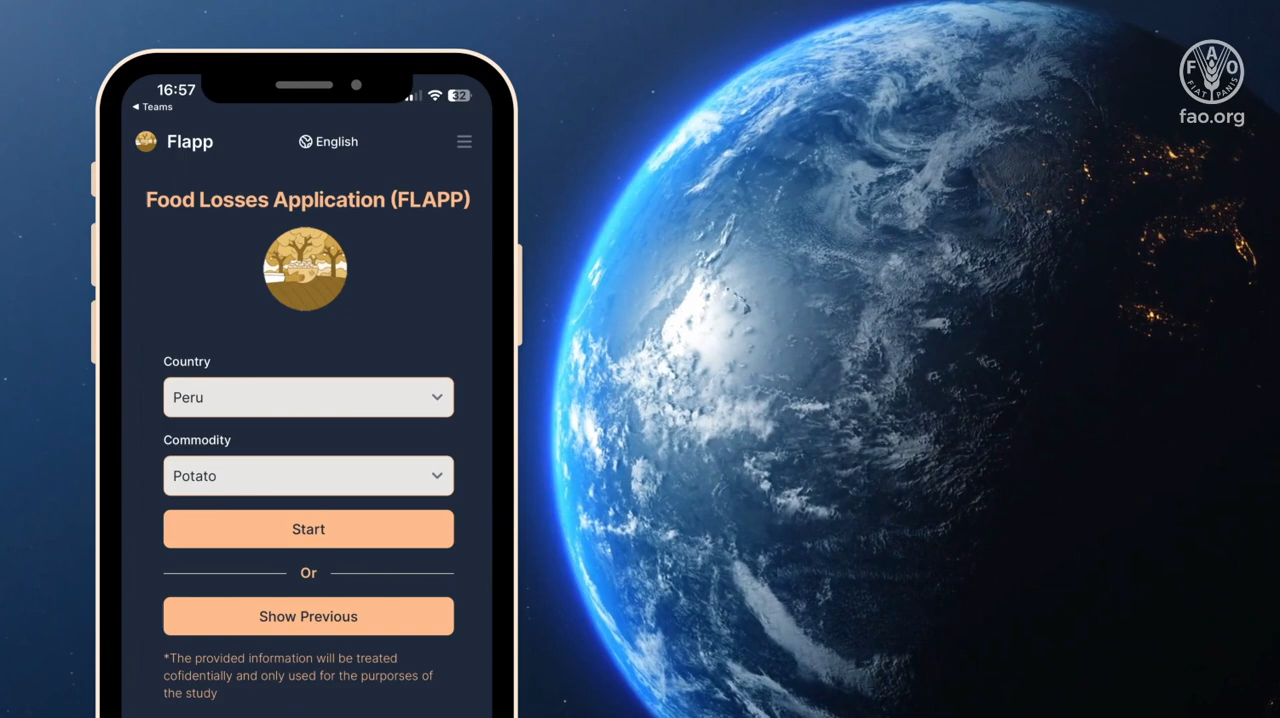 16:57
32
◀ Teams
Flapp
English
Food Losses Application (FLAPP)
Country
Peru
Commodity
Potato
Start
Or
Show Previous
*The provided information will be treated
cofidentially and only used for the purporses of
the study
FAO
FIAT PANIS
fao.org